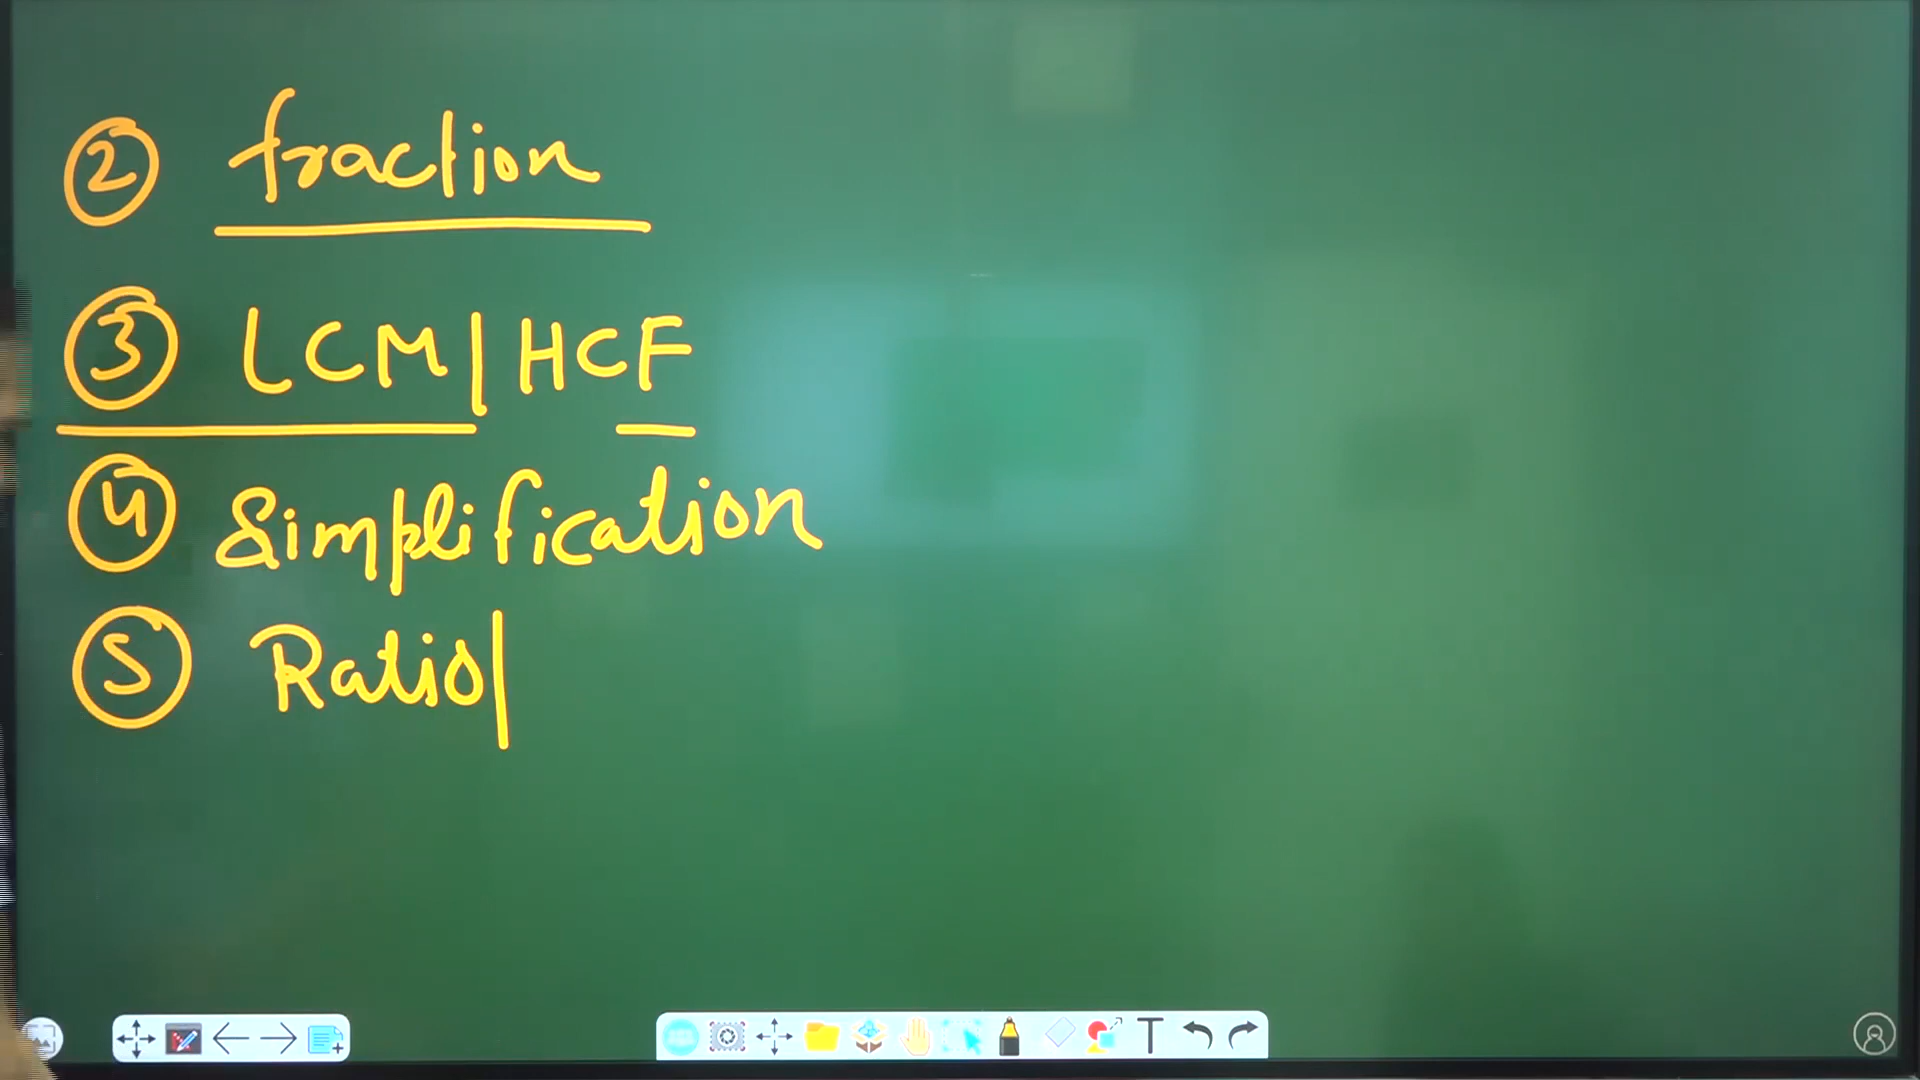 ② fraction
③ LCM|HCF
④ Simplification
⑤ Ratio|